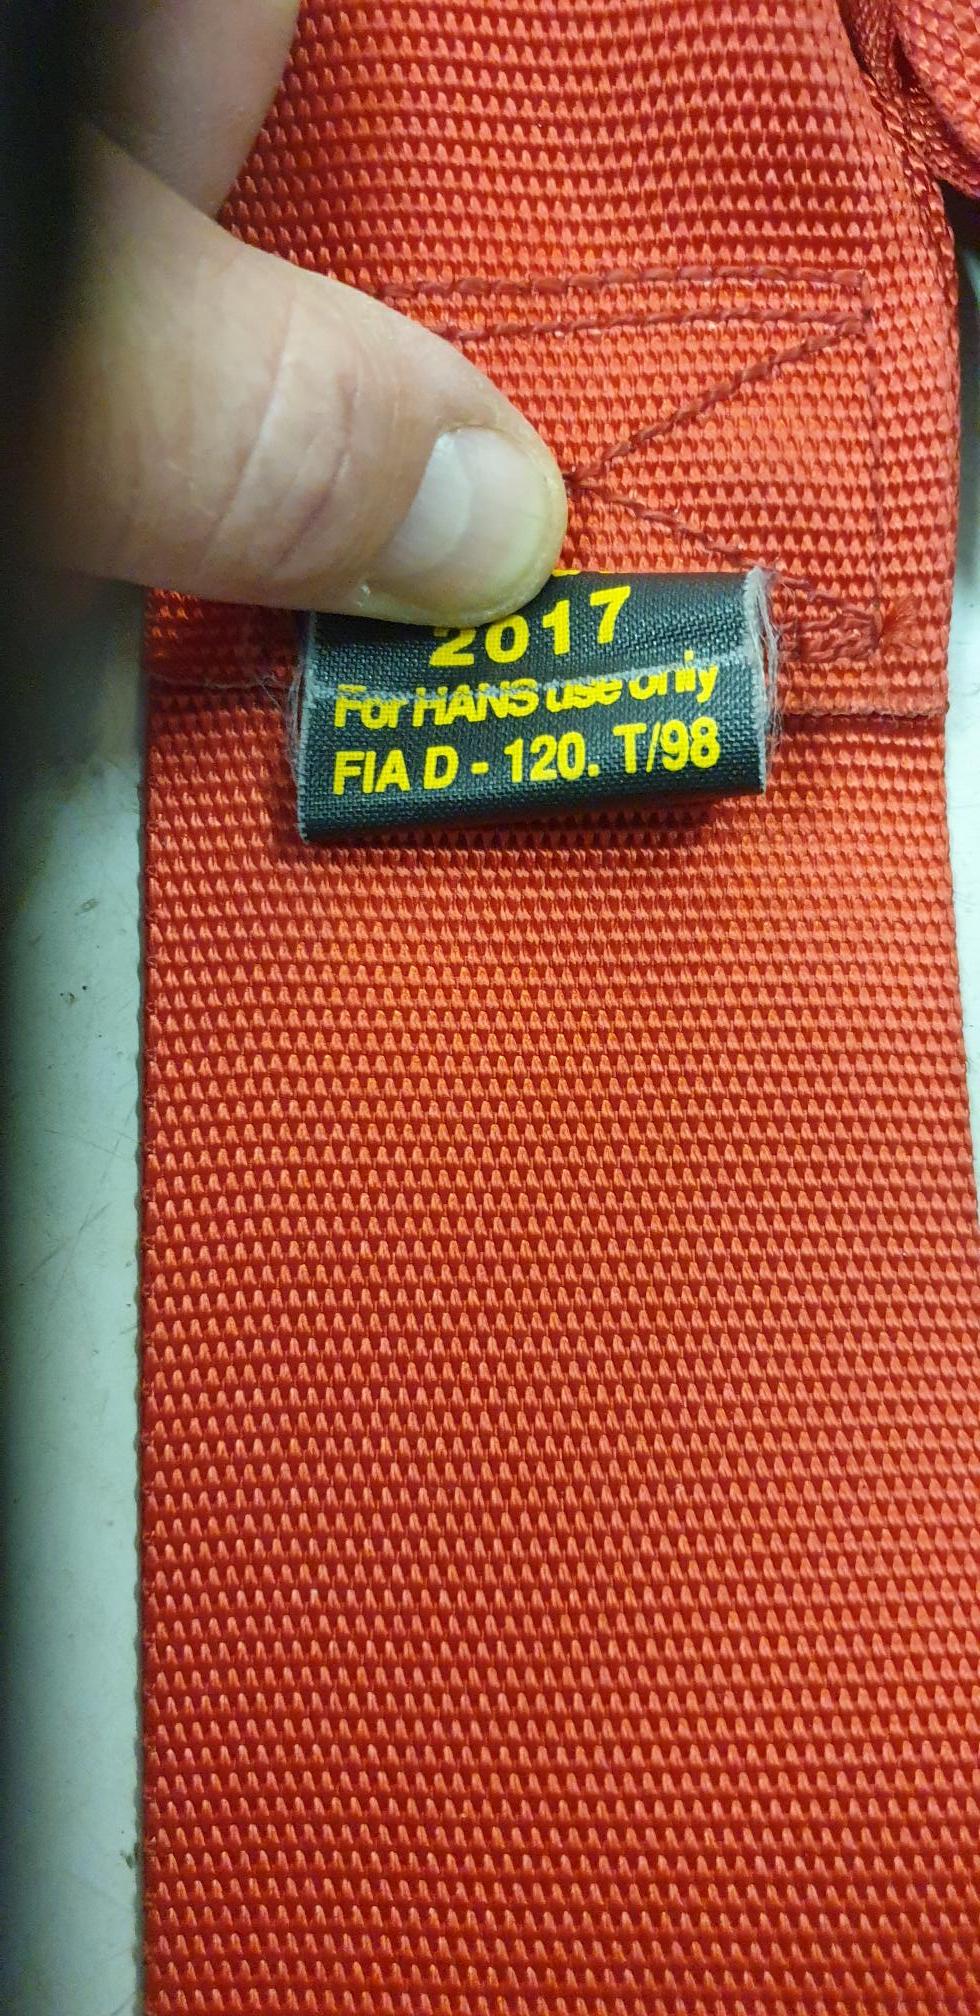 2017
For HANS use only
FIA D - 120. T/98